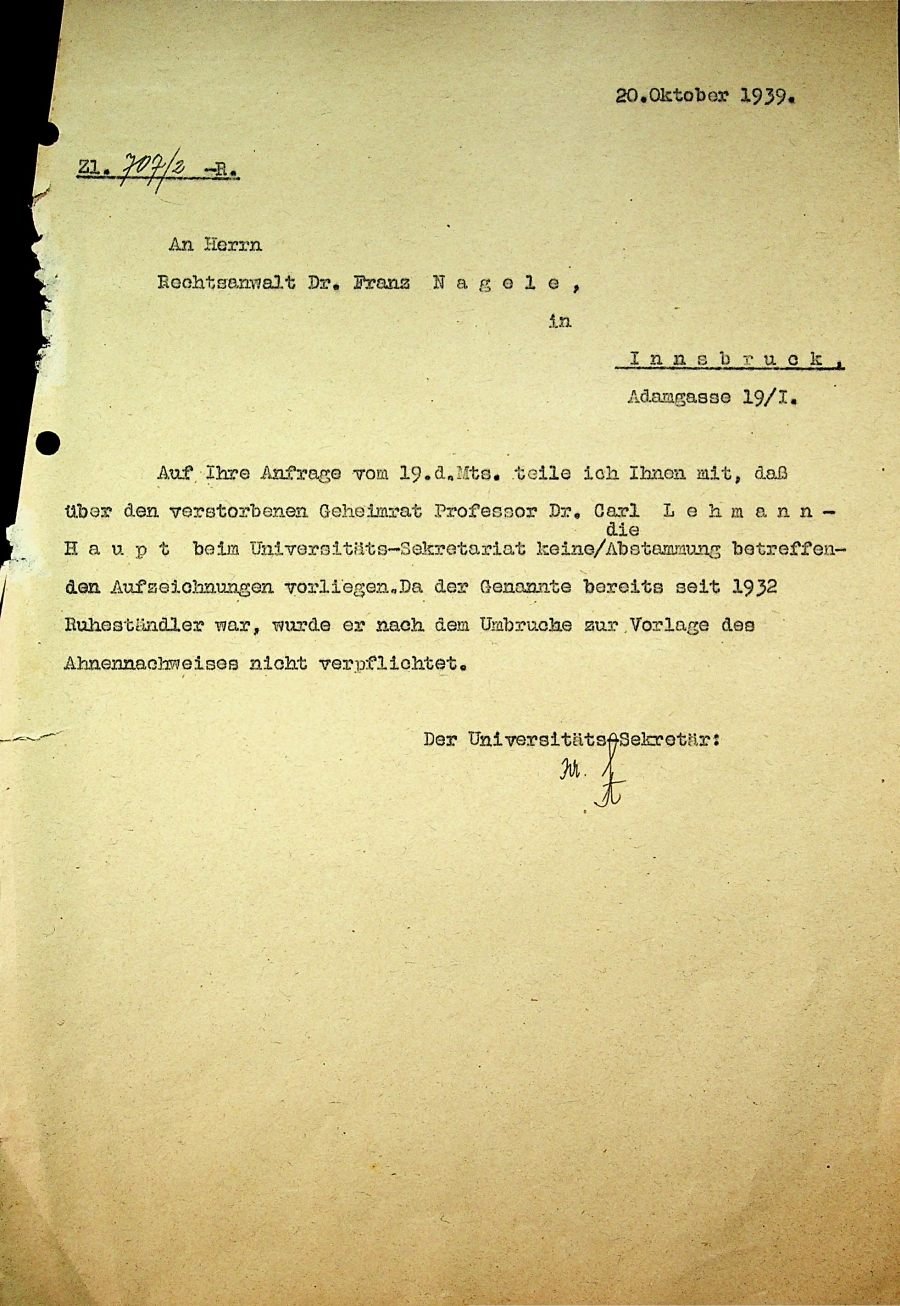 20.Oktober 1939.
Zl. 707/2 -R.
An Herrn
Rechtsanwalt Dr. Franz N a g e l e ,
in
I n n s b r u c k .
Adamgasse 19/I.
Auf Ihre Anfrage vom 19.d.Mts. teile ich Ihnen mit, daß
über den verstorbenen Geheimrat Professor Dr. Carl L e h m a n n -
die
H a u p t beim Universitäts-Sekretariat keine/Abstammung betreffen-
den Aufzeichnungen vorliegen.Da der Genannte bereits seit 1932
Ruheständler war, wurde er nach dem Umbruche zur Vorlage des
Ahnennachweises nicht verpflichtet.
Der Universitäts-Sekretär: